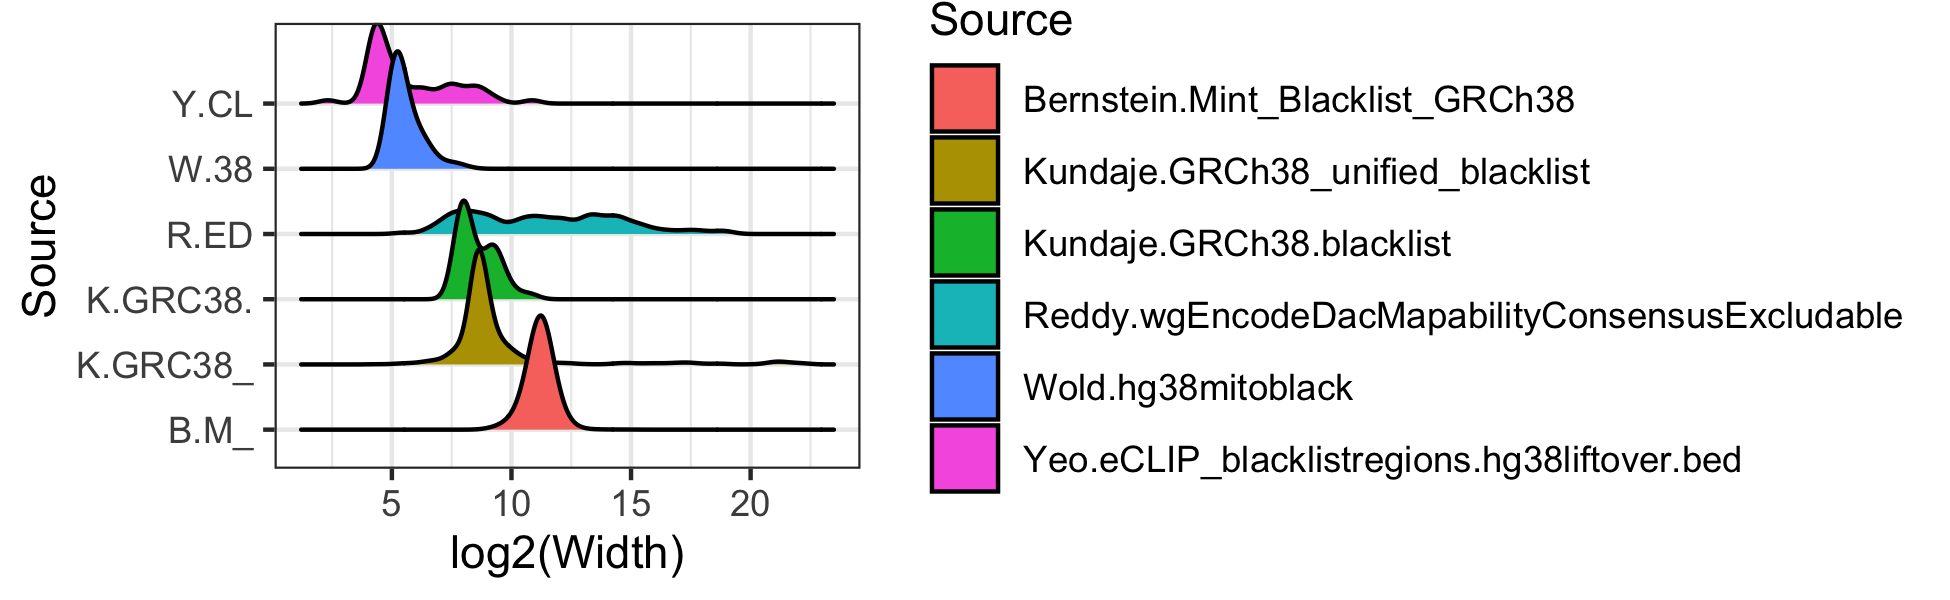 Source
Y.CL
W.38
R.ED
K.GRC38.
K.GRC38_
B.M_
5 10 15 20
log2(Width)
Source
Bernstein.Mint_Blacklist_GRCh38
Kundaje.GRCh38_unified_blacklist
Kundaje.GRCh38.blacklist
Reddy.wgEncodeDacMapabilityConsensusExcludable
Wold.hg38mitoblack
Yeo.eCLIP_blacklistregions.hg38liftover.bed